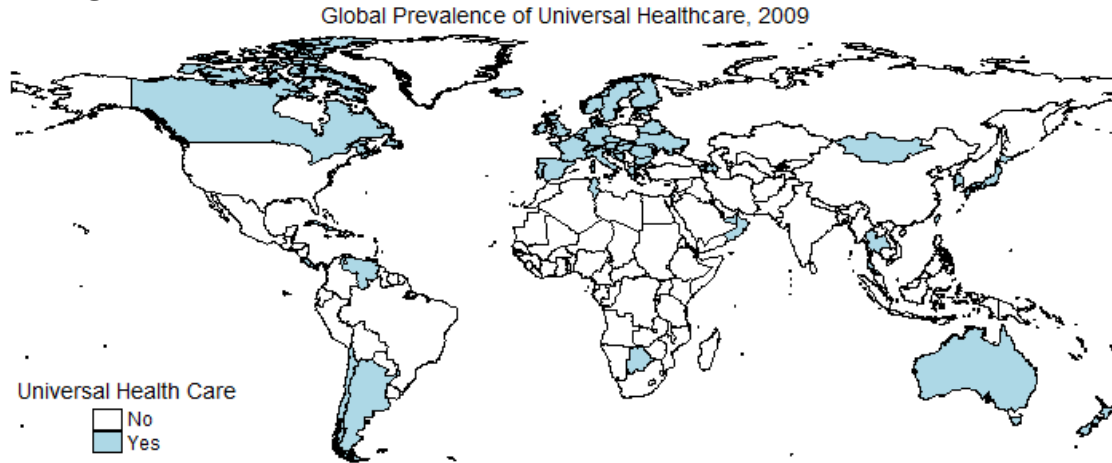 Global Prevalence of Universal Healthcare, 2009
Universal Health Care
No
Yes